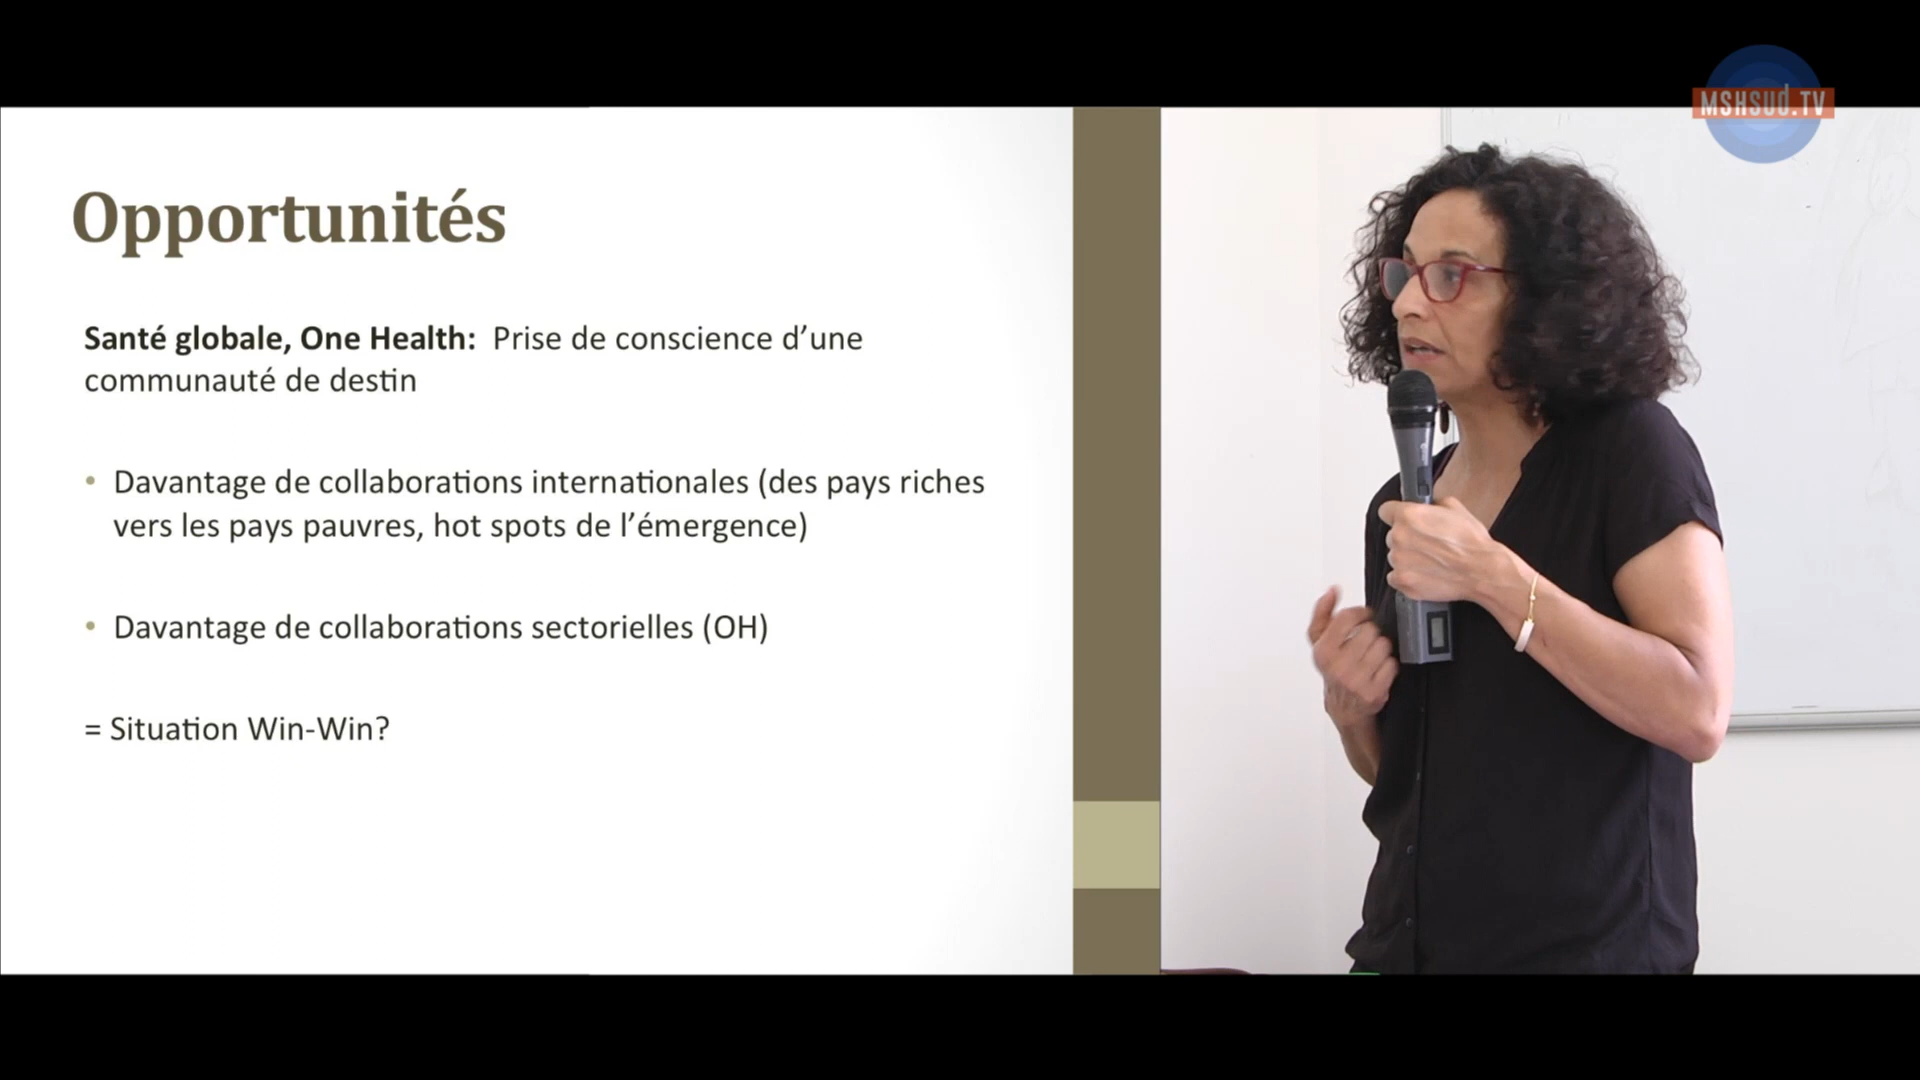 MSHSUD.TV
Opportunités
Santé globale, One Health: Prise de conscience d’une
communauté de destin
• Davantage de collaborations internationales (des pays riches
vers les pays pauvres, hot spots de l’émergence)
• Davantage de collaborations sectorielles (OH)
= Situation Win-Win?